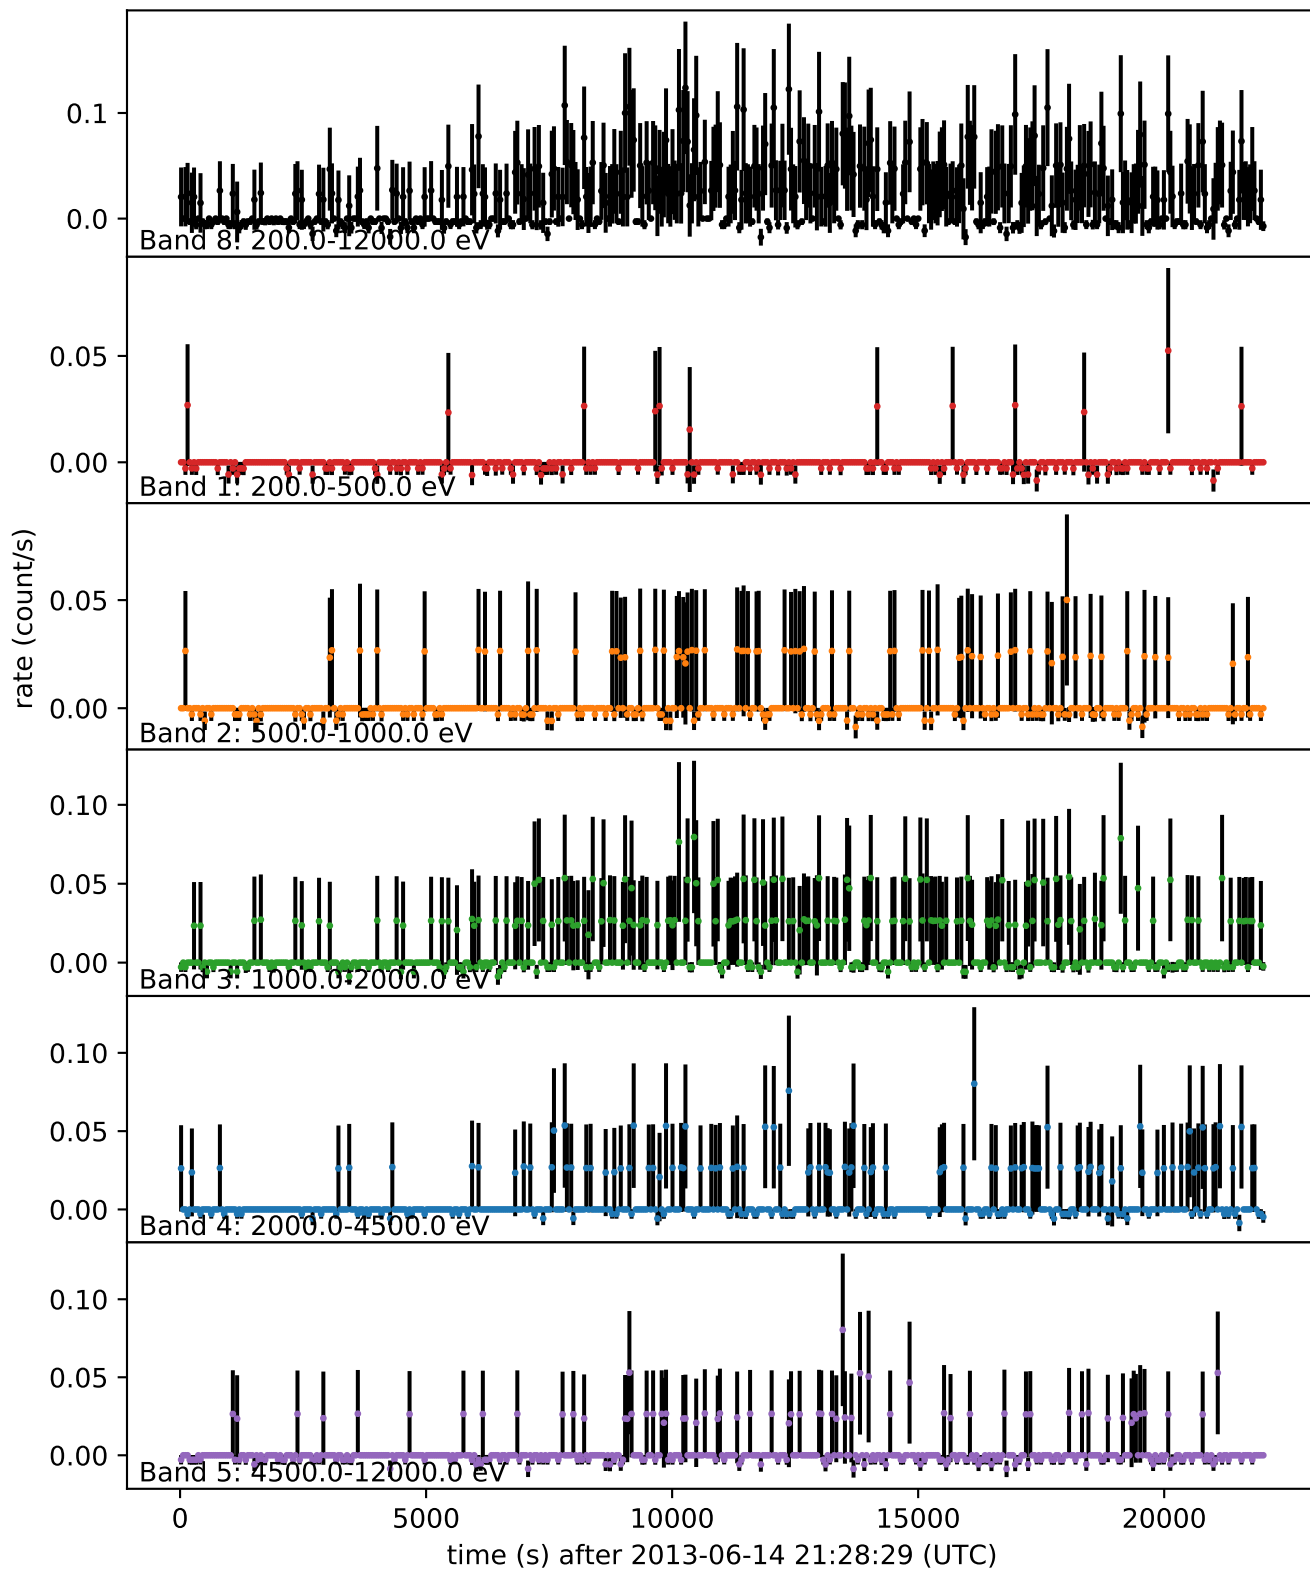 0.1
0.0
Band 8: 200.0-12000.0 eV
0.05
0.00
Band 1: 200.0-500.0 eV
0.05
0.00
Band 2: 500.0-1000.0 eV
rate (count/s)
0.10
0.05
0.00
Band 3: 1000.0-2000.0 eV
0.10
0.05
0.00
Band 4: 2000.0-4500.0 eV
0.10
0.05
0.00
Band 5: 4500.0-12000.0 eV
0 5000 10000 15000 20000
time (s) after 2013-06-14 21:28:29 (UTC)